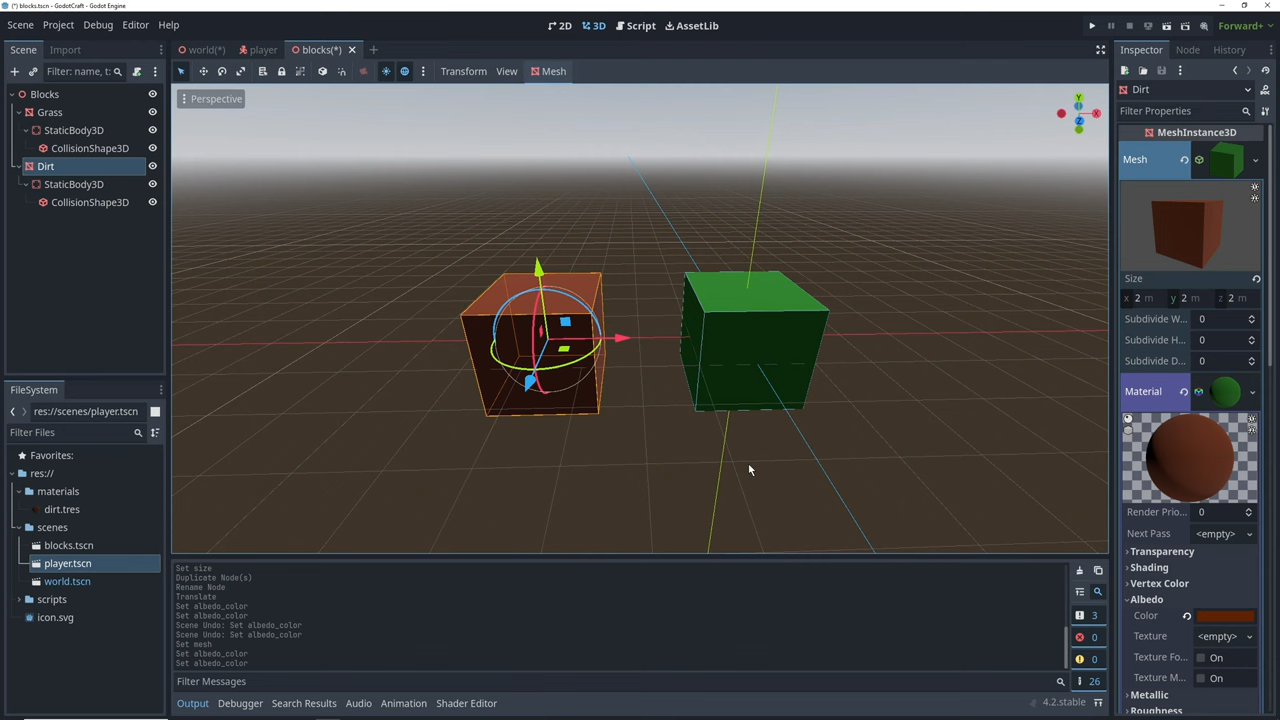 (*) blocks.tscn - GodotCraft - Godot Engine
Scene Project Debug Editor Help
2D 3D Script AssetLib
Forward+
Scene Import
world(*) player blocks(*)
Inspector Node History
Filter: name, t:
Transform View Mesh
Perspective
Y
X
Z
Blocks
Grass
StaticBody3D
CollisionShape3D
Dirt
StaticBody3D
CollisionShape3D
FileSystem
res://scenes/player.tscn
Filter Files
Favorites:
res://
materials
dirt.tres
scenes
blocks.tscn
player.tscn
world.tscn
scripts
icon.svg
Set size
Duplicate Node(s)
Rename Node
Translate
Set albedo_color
Set albedo_color
Scene Undo: Set albedo_color
Scene Undo: Set albedo_color
Set mesh
Set albedo_color
Set albedo_color
3
0
0
26
Filter Messages
Output Debugger Search Results Audio Animation Shader Editor
4.2.stable
Dirt
Filter Properties
MeshInstance3D
Mesh
Size
x 2 m y 2 m z 2 m
Subdivide W... 0
Subdivide H... 0
Subdivide D... 0
Material
Render Prio... 0
Next Pass <empty>
Transparency
Shading
Vertex Color
Albedo
Color
Texture <empty>
Texture Fo... On
Texture M... On
Metallic
Roughness